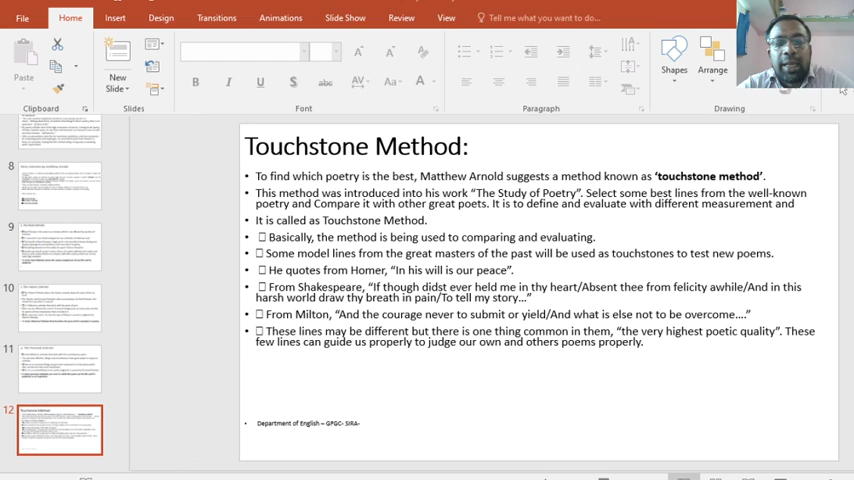 File Home Insert Design Transitions Animations Slide Show Review View Tell me what you want to do...
Paste
New
Slide
Shapes Arrange
B I U S abc AV Aa A
Clipboard Slides Font Paragraph Drawing
8
9
10
11
12
Touchstone Method:
• To find which poetry is the best, Matthew Arnold suggests a method known as ‘touchstone method’.
• This method was introduced into his work “The Study of Poetry”. Select some best lines from the well-known
poetry and Compare it with other great poets. It is to define and evaluate with different measurement and
• It is called as Touchstone Method.
• Basically, the method is being used to comparing and evaluating.
• Some model lines from the great masters of the past will be used as touchstones to test new poems.
• He quotes from Homer, “In his will is our peace”.
• From Shakespeare, “If though didst ever held me in thy heart/Absent thee from felicity awhile/And in this
harsh world draw thy breath in pain/To tell my story...”
• From Milton, “And the courage never to submit or yield/And what is else not to be overcome....”
• These lines may be different but there is one thing common in them, “the very highest poetic quality”. These
few lines can guide us properly to judge our own and others poems properly.
• Department of English – GPGC- SIRA-